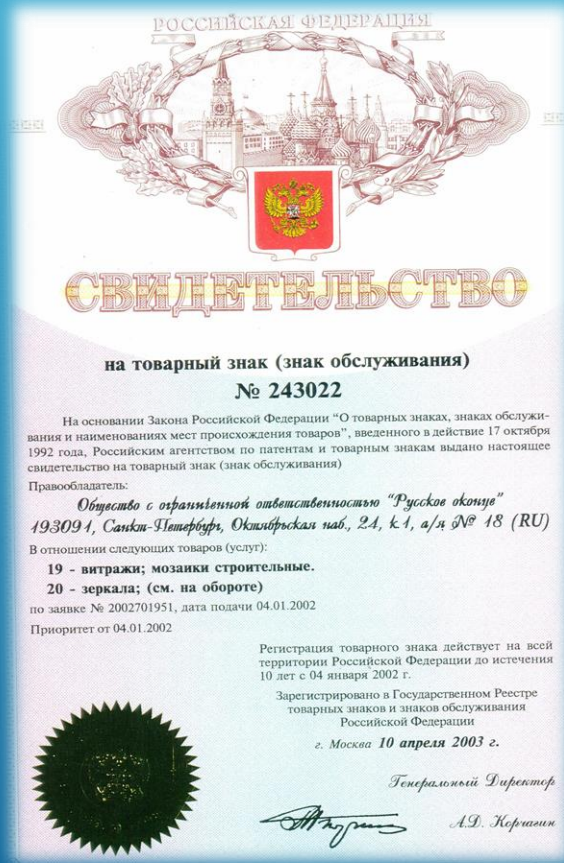 РОССИЙСКАЯ ФЕДЕРАЦИЯ
СВИДЕТЕЛЬСТВО
на товарный знак (знак обслуживания)
№ 243022
На основании Закона Российской Федерации “О товарных знаках, знаках обслужи-
вания и наименованиях мест происхождения товаров”, введенного в действие 17 октября
1992 года, Российским агентством по патентам и товарным знакам выдано настоящее
свидетельство на товарный знак (знак обслуживания)
Правообладатель:
Общество с ограниченной ответственностью “Русское окопуе”
193091, Санкт-Петербург, Октябрьская наб., 21, к.1, а/я № 18 (RU)
В отношении следующих товаров (услуг):
19 - витражи; мозаики строительные.
20 - зеркала; (см. на обороте)
по заявке № 2002701951, дата подачи 04.01.2002
Приоритет от 04.01.2002
Регистрация товарного знака действует на всей
территории Российской Федерации до истечения
10 лет с 04 января 2002 г.
Зарегистрировано в Государственном Реестре
товарных знаков и знаков обслуживания
Российской Федерации
г. Москва 10 апреля 2003 г.
Генеральный Директор
А.Д. Корчагин